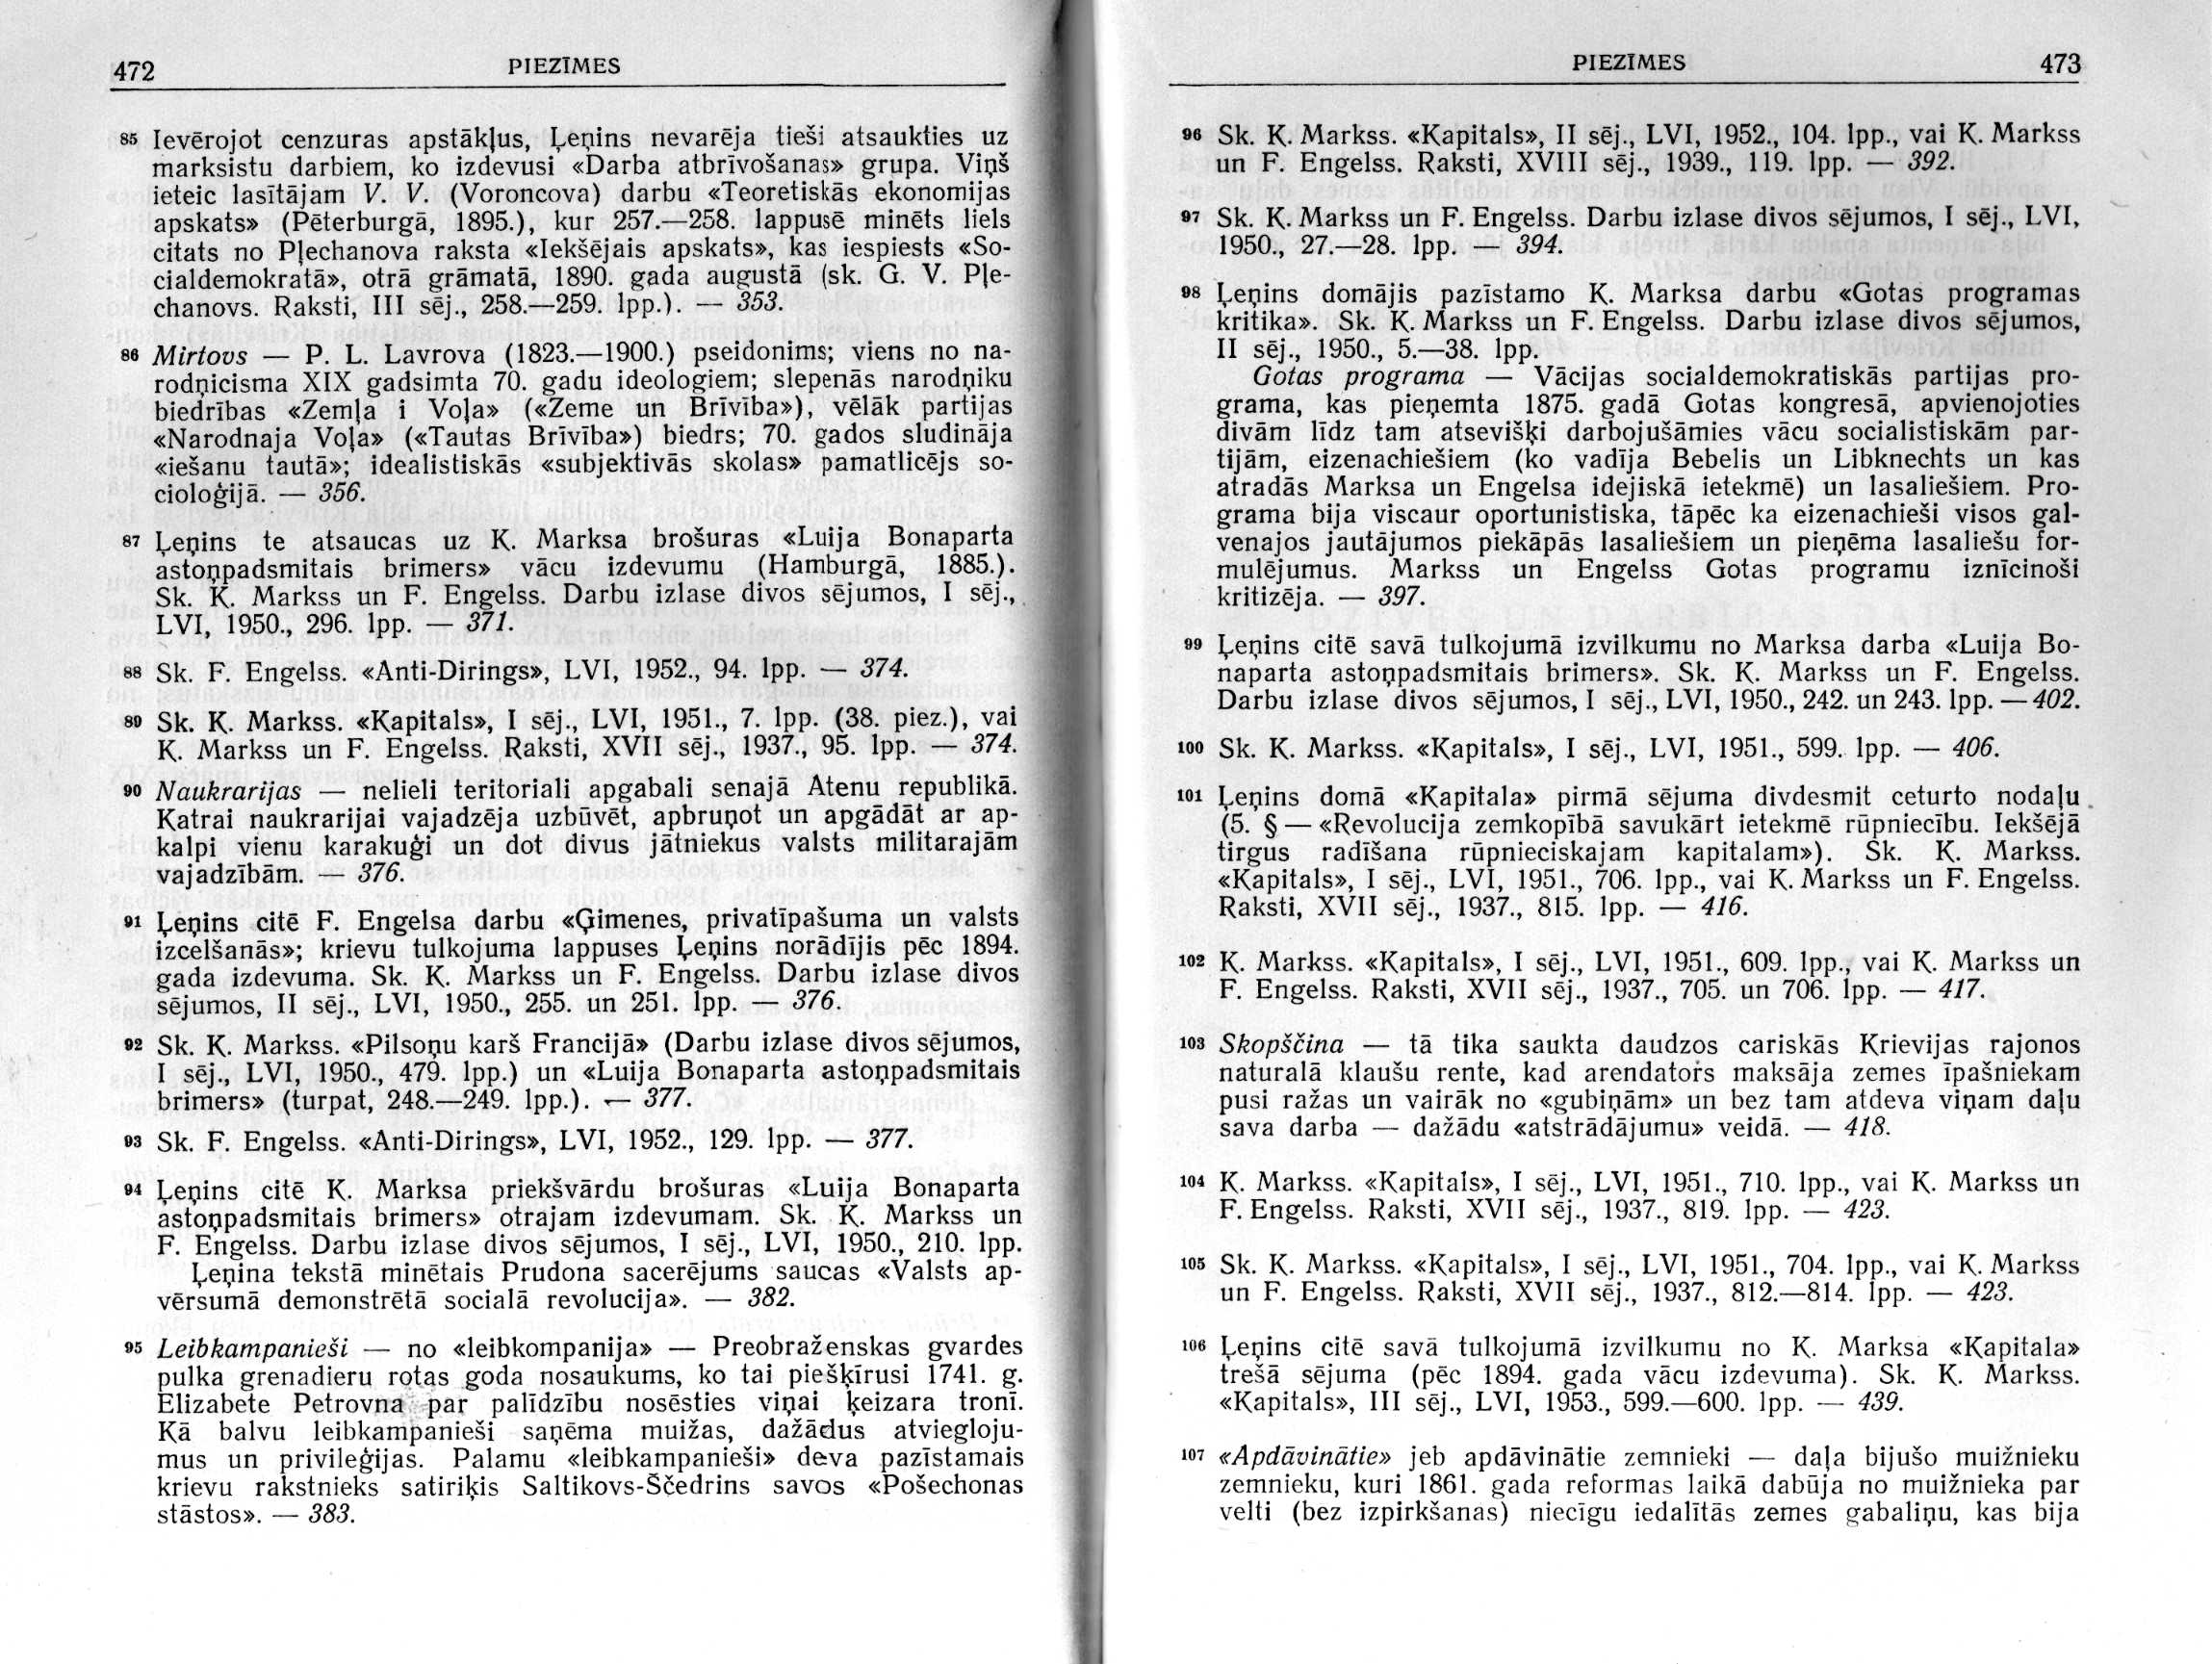 472
PIEZĪMES
85 Ievērojot cenzuras apstākļus, Ļeņins nevarēja tieši atsaukties uz
marksistu darbiem, ko izdevusi «Darba atbrīvošanas» grupa. Viņš
ieteic lasītājam V. V. (Voroncova) darbu «Teoretiskās ekonomijas
apskats» (Pēterburgā, 1895.), kur 257.—258. lappusē minēts liels
citats no Pļechanova raksta «Iekšējais apskats», kas iespiests «So-
cialdemokratā», otrā grāmatā, 1890. gada augustā (sk. G. V. Pļe-
chanovs. Raksti, III sēj., 258.—259. lpp.). — 353.
86 Mirtovs — P. L. Lavrova (1823.—1900.) pseidonims; viens no na-
rodņicisma XIX gadsimta 70. gadu ideologiem; slepenās narodņiku
biedrības «Zemļa i Voļa» («Zeme un Brīvība»), vēlāk partijas
«Narodnaja Voļa» («Tautas Brīvība») biedrs; 70. gados sludināja
«iešanu tautā»; idealistiskās «subjektivās skolas» pamatlicējs so-
cioloģijā. — 356.
87 Ļeņins te atsaucas uz K. Marksa brošuras «Luija Bonaparta
astoņpadsmitais brimers» vācu izdevumu (Hamburgā, 1885.).
Sk. K. Markss un F. Engelss. Darbu izlase divos sējumos, I sēj.,
LVI, 1950., 296. lpp. — 371.
88 Sk. F. Engelss. «Anti-Dirings», LVI, 1952., 94. lpp. — 374.
89 Sk. K. Markss. «Kapitals», I sēj., LVI, 1951., 7. lpp. (38. piez.), vai
K. Markss un F. Engelss. Raksti, XVII sēj., 1937., 95. lpp. — 374.
90 Naukrarijas — nelieli teritoriali apgabali senajā Atenu republikā.
Katrai naukrarijai vajadzēja uzbūvēt, apbruņot un apgādāt ar ap-
kalpi vienu karakuģi un dot divus jātniekus valsts militarajām
vajadzībām. — 376.
91 Ļeņins citē F. Engelsa darbu «Ģimenes, privatīpašuma un valsts
izcelšanās»; krievu tulkojuma lappuses Ļeņins norādījis pēc 1894.
gada izdevuma. Sk. K. Markss un F. Engelss. Darbu izlase divos
sējumos, II sēj., LVI, 1950., 255. un 251. lpp. — 376.
92 Sk. K. Markss. «Pilsoņu karš Francijā» (Darbu izlase divos sējumos,
I sēj., LVI, 1950., 479. lpp.) un «Luija Bonaparta astoņpadsmitais
brimers» (turpat, 248.—249. lpp.). — 377.
93 Sk. F. Engelss. «Anti-Dirings», LVI, 1952., 129. lpp. — 377.
94 Ļeņins citē K. Marksa priekšvārdu brošuras «Luija Bonaparta
astoņpadsmitais brimers» otrajam izdevumam. Sk. K. Markss un
F. Engelss. Darbu izlase divos sējumos, I sēj., LVI, 1950., 210. lpp.
Ļeņina tekstā minētais Prudona sacerējums saucas «Valsts ap-
vērsumā demonstrētā socialā revolucija». — 382.
95 Leibkampanieši — no «leibkompanija» — Preobraženskas gvardes
pulka grenadieru rotas goda nosaukums, ko tai piešķīrusi 1741. g.
Elizabete Petrovna par palīdzību nosēsties viņai ķeizara tronī.
Kā balvu leibkampanieši saņēma muižas, dažādus atvieglоju-
mus un privileģijas. Palamu «leibkampanieši» deva pazīstamais
krievu rakstnieks satiriķis Saltikovs-Ščedrins savos «Pošechonas
stāstos». — 383.
PIEZĪMES
473
96 Sk. K. Markss. «Kapitals», II sēj., LVI, 1952., 104. lpp., vai K. Markss
un F. Engelss. Raksti, XVIII sēj., 1939., 119. lpp. — 392.
97 Sk. K. Markss un F. Engelss. Darbu izlase divos sējumos, I sēj., LVI,
1950., 27.—28. lpp. — 394.
98 Ļeņins domājis pazīstamo K. Marksa darbu «Gotas programas
kritika». Sk. K. Markss un F. Engelss. Darbu izlase divos sējumos,
II sēj., 1950., 5.—38. lpp.
Gotas programa — Vācijas socialdemokratiskās partijas pro-
grama, kas pieņemta 1875. gadā Gotas kongresā, apvienojoties
divām līdz tam atsevišķi darbojušāmies vācu socialistiskām par-
tijām, eizenachiešiem (ko vadīja Bebelis un Libknechts un kas
atradās Marksa un Engelsa idejiskā ietekmē) un lasaliešiem. Pro-
grama bija viscaur oportunistiska, tāpēc ka eizenachieši visos gal-
venajos jautājumos piekāpās lasaliešiem un pieņēma lasaliešu for-
mulējumus. Markss un Engelss Gotas programu iznīcinoši
kritizēja. — 397.
99 Ļeņins citē savā tulkojumā izvilkumu no Marksa darba «Luija Bo-
naparta astoņpadsmitais brimers». Sk. K. Markss un F. Engelss.
Darbu izlase divos sējumos, I sēj., LVI, 1950., 242. un 243. lpp. — 402.
100 Sk. K. Markss. «Kapitals», I sēj., LVI, 1951., 599. lpp. — 406.
101 Ļeņins domā «Kapitala» pirmā sējuma divdesmit ceturto nodaļu
(5. § — «Revolucija zemkopībā savukārt ietekmē rūpniecību. Iekšējā
tirgus radīšana rūpnieciskajam kapitalam»). Sk. K. Markss.
«Kapitals», I sēj., LVI, 1951., 706. lpp., vai K. Markss un F. Engelss.
Raksti, XVII sēj., 1937., 815. lpp. — 416.
102 K. Markss. «Kapitals», I sēj., LVI, 1951., 609. lpp., vai K. Markss un
F. Engelss. Raksti, XVII sēj., 1937., 705. un 706. lpp. — 417.
103 Skopščina — tā tika saukta daudzos cariskās Krievijas rajonos
naturalā klaušu rente, kad arendators maksāja zemes īpašniekam
pusi ražas un vairāk no «gubiņām» un bez tam atdeva viņam daļu
sava darba — dažādu «atstrādājumu» veidā. — 418.
104 K. Markss. «Kapitals», I sēj., LVI, 1951., 710. lpp., vai K. Markss un
F. Engelss. Raksti, XVII sēj., 1937., 819. lpp. — 423.
105 Sk. K. Markss. «Kapitals», I sēj., LVI, 1951., 704. lpp., vai K. Markss
un F. Engelss. Raksti, XVII sēj., 1937., 812.—814. lpp. — 423.
106 Ļeņins citē savā tulkojumā izvilkumu no K. Marksa «Kapitala»
trešā sējuma (pēc 1894. gada vācu izdevuma). Sk. K. Markss.
«Kapitals», III sēj., LVI, 1953., 599.—600. lpp. — 439.
107 «Apdāvinātie» jeb apdāvinātie zemnieki — daļa bijušo muižnieku
zemnieku, kuri 1861. gada reformas laikā dabūja no muižnieka par
velti (bez izpirkšanas) niecīgu iedalītās zemes gabaliņu, kas bija